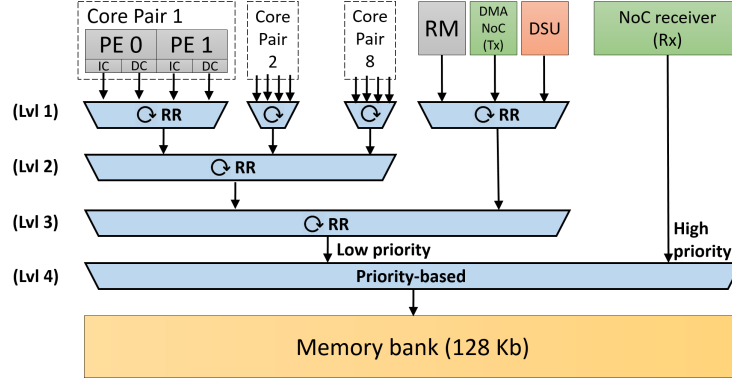 Core Pair 1
PE 0 PE 1
IC DC IC DC
Core
Pair
2
Core
Pair
8
RM
DMA
NoC
(Tx)
DSU
NoC receiver
(Rx)
(Lvl 1) RR RR
(Lvl 2) RR
(Lvl 3) RR
Low priority
High
priority
(Lvl 4) Priority-based
Memory bank (128 Kb)